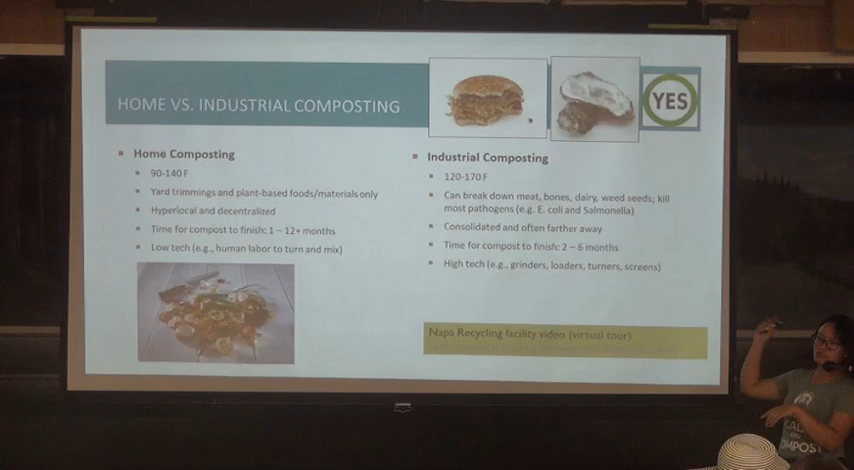 HOME VS. INDUSTRIAL COMPOSTING
YES
Home Composting
90-140 F
Yard trimmings and plant-based foods/materials only
Hyperlocal and decentralized
Time for compost to finish: 1 – 12+ months
Low tech (e.g., human labor to turn and mix)
Industrial Composting
120-170 F
Can break down meat, bones, dairy, weed seeds; kill
most pathogens (e.g. E. coli and Salmonella)
Consolidated and often farther away
Time for compost to finish: 2 – 6 months
High tech (e.g., grinders, loaders, turners, screens)
Napa Recycling facility video (virtual tour)